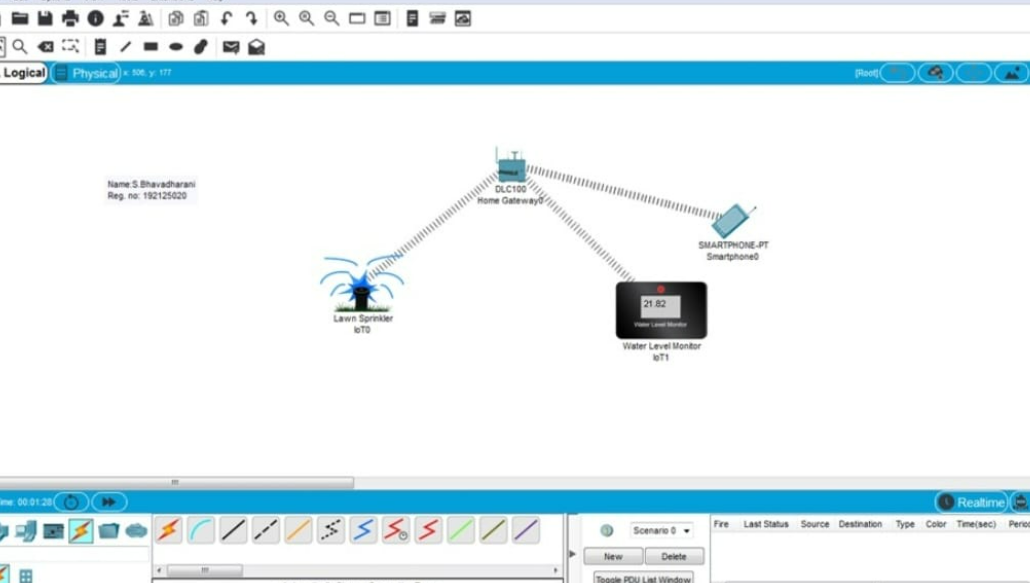 Logical
Physical
x: 506, y: 177
[Root]
Name:S.Bhavadharani
Reg. no: 192125020
DLC100
Home Gateway0
SMARTPHONE-PT
Smartphone0
Lawn Sprinkler
IoT0
21.82
Water Level Monitor
Water Level Monitor
IoT1
ime: 00:01:28
Realtime
Scenario 0
Fire Last Status Source Destination Type Color Time(sec) Perio
New Delete
Toggle PDU List Window